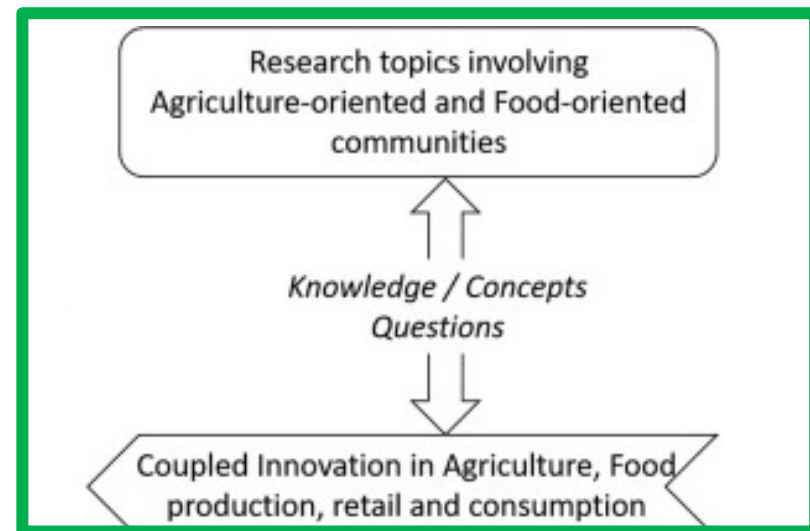 Research topics involving
Agriculture-oriented and Food-oriented
communities
Knowledge / Concepts
Questions
Coupled Innovation in Agriculture, Food
production, retail and consumption